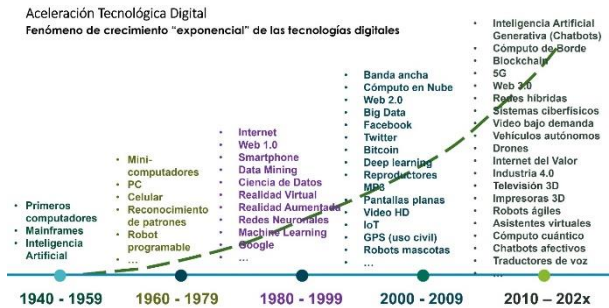 Aceleración Tecnológica Digital
Fenómeno de crecimiento “exponencial” de las tecnologías digitales
• Primeros
computadores
• Mainframes
• Inteligencia
Artificial
• Mini-
computadores
• PC
• Celular
• Reconocimiento
de patrones
• Robot
programable
• ...
• Internet
• Web 1.0
• Smartphone
• Data Mining
• Ciencia de Datos
• Realidad Virtual
• Realidad Aumentada
• Redes Neuronales
• Machine Learning
• Google
...
• Banda ancha
• Cómputo en Nube
• Web 2.0
• Big Data
• Facebook
• Twitter
• Bitcoin
• Deep learning
• Reproductores
MP3
• Pantallas planas
• Video HD
• IoT
• GPS (uso civil)
• Robots mascotas
...
• Inteligencia Artificial
Generativa (Chatbots)
• Cómputo de Borde
• Blockchain
• 5G
• Web 3.0
• Redes híbridas
• Sistemas ciberfísicos
• Video bajo demanda
• Vehículos autónomos
• Drones
• Internet del Valor
• Industria 4.0
• Televisión 3D
• Impresoras 3D
• Robots ágiles
• Asistentes virtuales
• Cómputo cuántico
• Chatbots afectivos
• Traductores de voz
...
1940 - 1959
1960 - 1979
1980 - 1999
2000 - 2009
2010 – 202x